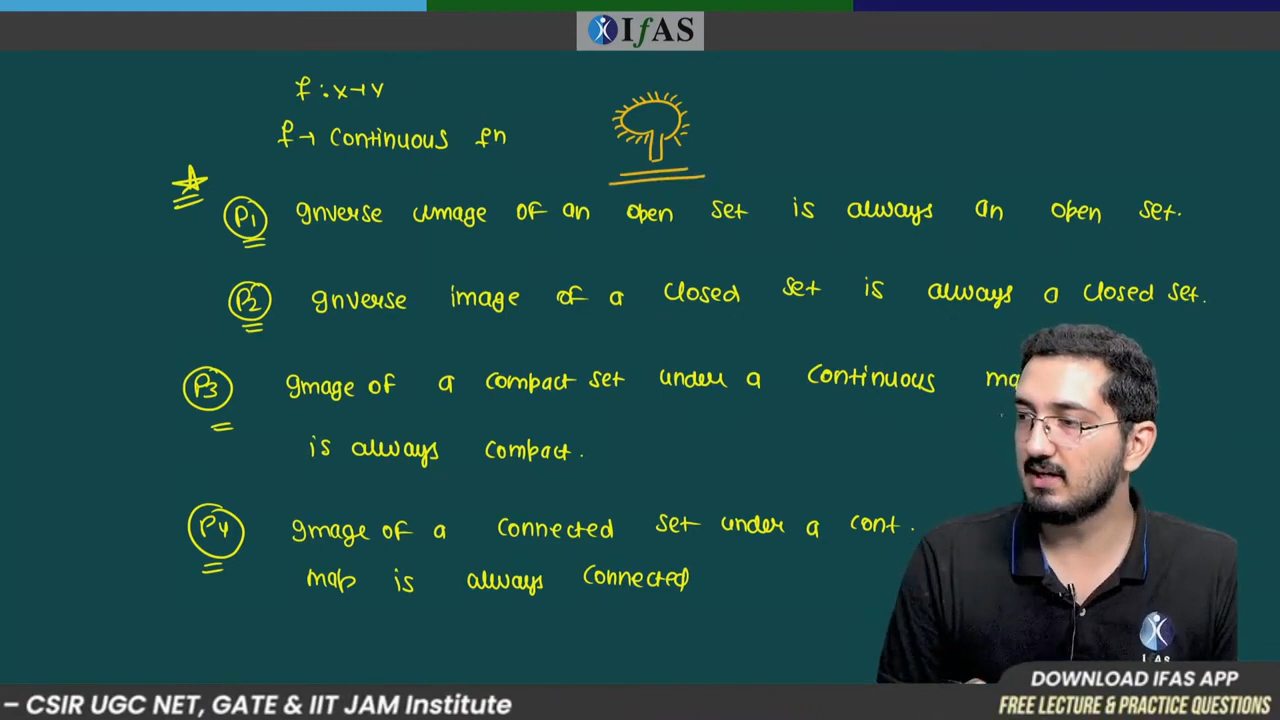 IfAS
f : X→Y
f → Continuous fn
P1 Inverse image of an open set is always an open set.
P2 Inverse image of a closed set is always a closed set.
P3 Image of a compact set under a continuous
is always compact.
P4 Image of a connected set under a cont.
map is always connected
IfAS
DOWNLOAD IFAS APP
– CSIR UGC NET, GATE & IIT JAM Institute
FREE LECTURE & PRACTICE QUESTIONS